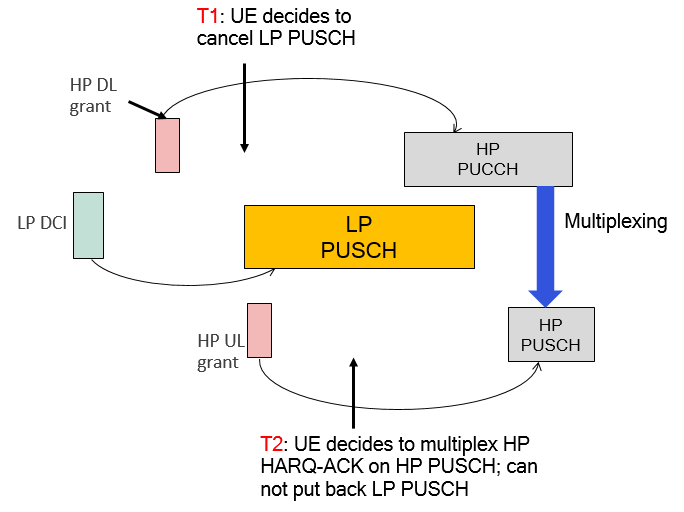 T1: UE decides to
cancel LP PUSCH
HP DL
grant
HP
PUCCH
LP DCI
LP
PUSCH
Multiplexing
HP UL
grant
HP
PUSCH
T2: UE decides to multiplex HP
HARQ-ACK on HP PUSCH; can
not put back LP PUSCH